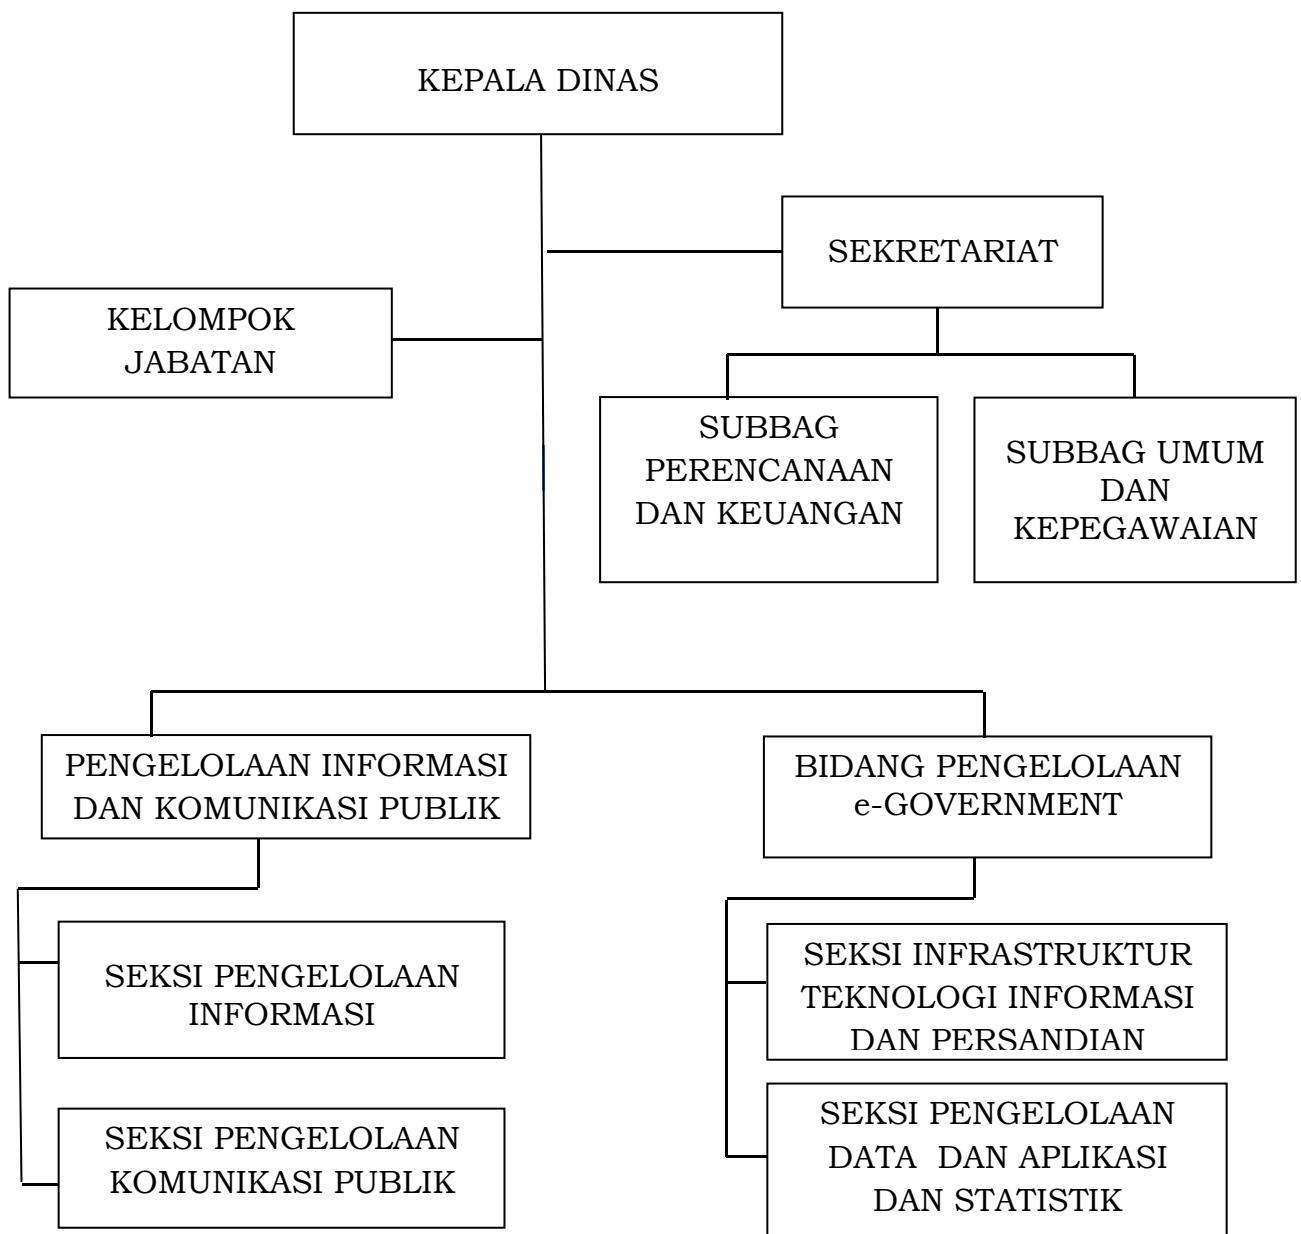 KEPALA DINAS
SEKRETARIAT
KELOMPOK
JABATAN
SUBBAG
PERENCANAAN
DAN KEUANGAN
SUBBAG UMUM
DAN
KEPEGAWAIAN
PENGELOLAAN INFORMASI
DAN KOMUNIKASI PUBLIK
BIDANG PENGELOLAAN
e-GOVERNMENT
SEKSI PENGELOLAAN
INFORMASI
SEKSI PENGELOLAAN
KOMUNIKASI PUBLIK
SEKSI INFRASTRUKTUR
TEKNOLOGI INFORMASI
DAN PERSANDIAN
SEKSI PENGELOLAAN
DATA  DAN APLIKASI
DAN STATISTIK